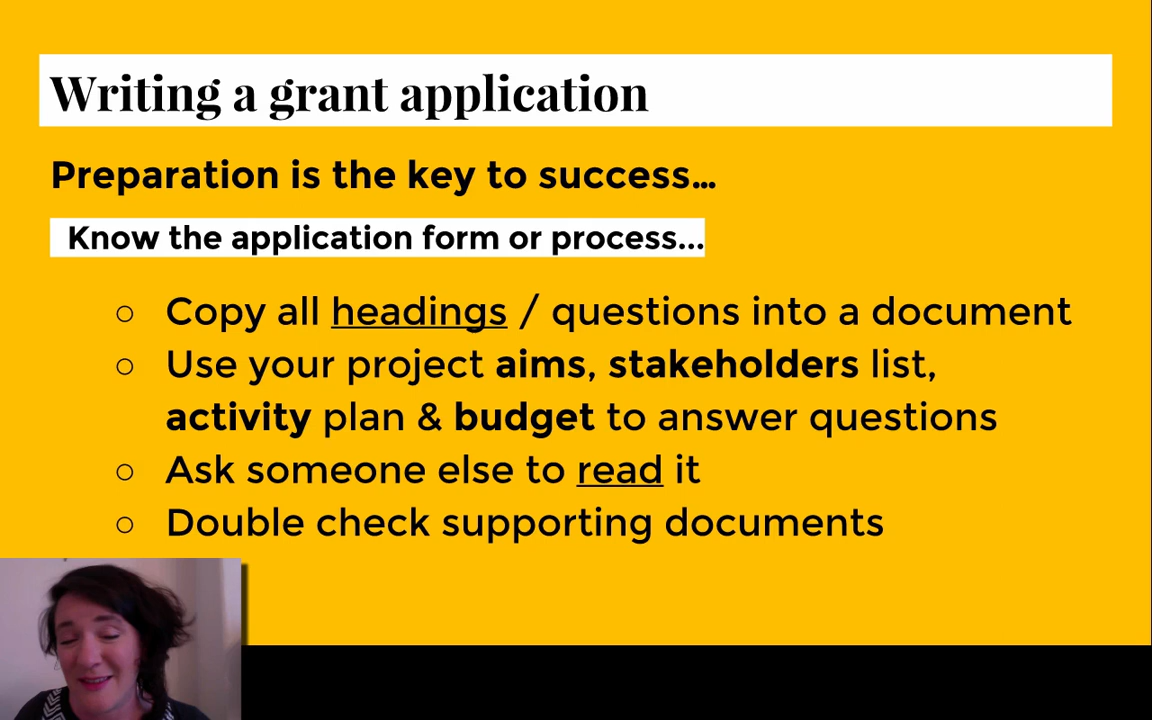 Writing a grant application
Preparation is the key to success...
Know the application form or process...
○ Copy all headings / questions into a document
○ Use your project aims, stakeholders list,
activity plan & budget to answer questions
○ Ask someone else to read it
○ Double check supporting documents